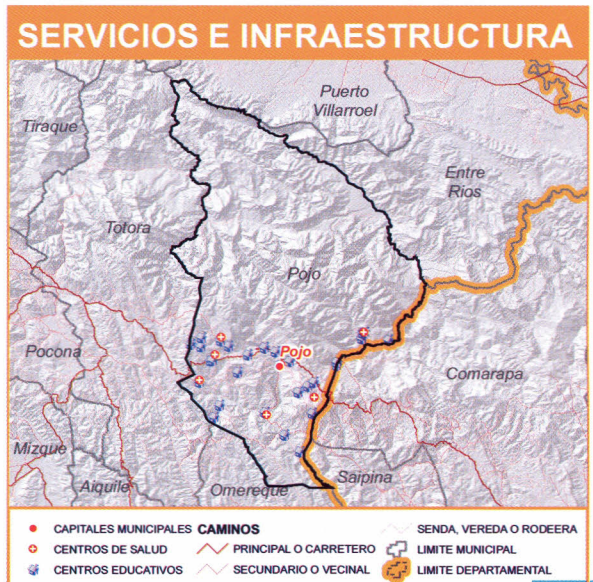 SERVICIOS E INFRAESTRUCTURA
Puerto
Villarroel
Tiraque
Entre
Rios
Totora
Pojo
Pojo
Pocona
Comarapa
Mizque
Saipina
Aiquile
Omereque
CAPITALES MUNICIPALES
CENTROS DE SALUD
CENTROS EDUCATIVOS
CAMINOS
PRINCIPAL O CARRETERO
SECUNDARIO O VECINAL
SENDA, VEREDA O RODEERA
LIMITE MUNICIPAL
LIMITE DEPARTAMENTAL